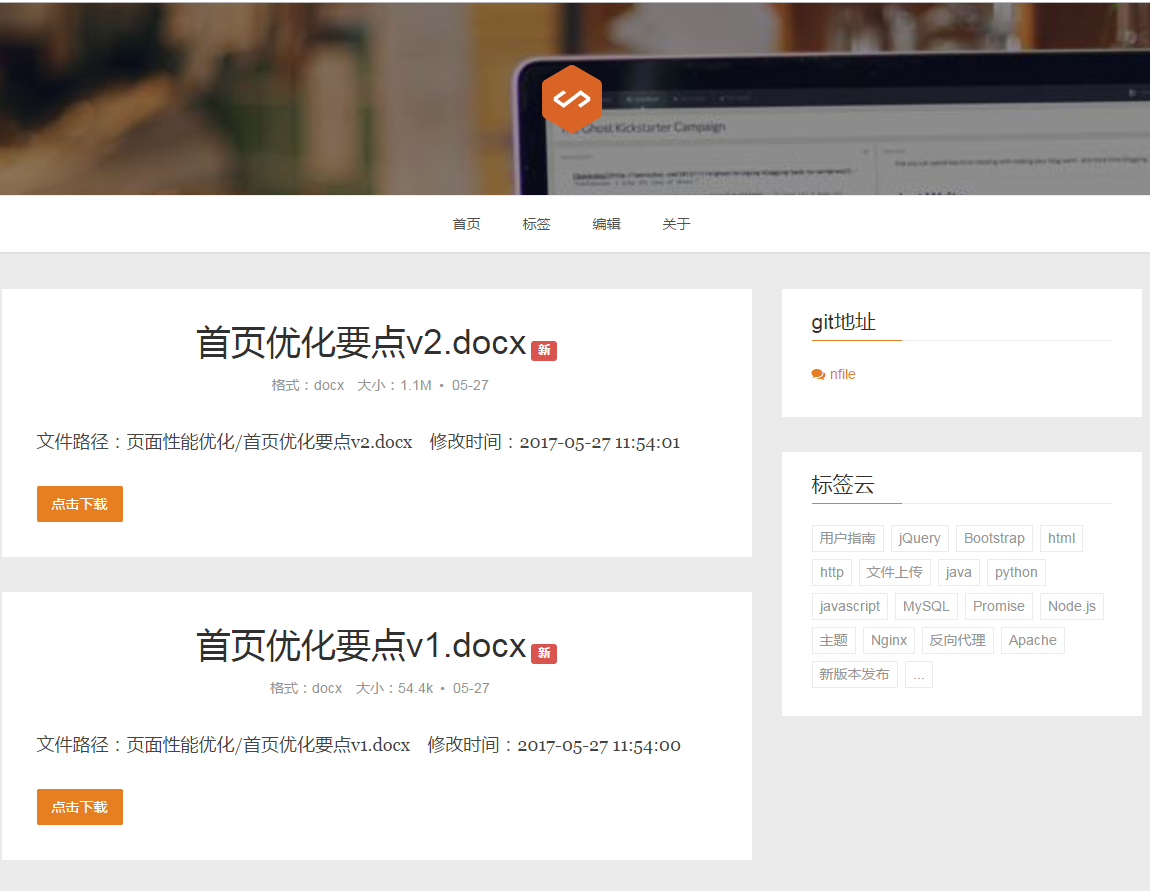 The Ghost Kickstarter Campaign
首页 标签 编辑 关于
首页优化要点v2.docx 新
格式：docx 大小：1.1M • 05-27
文件路径：页面性能优化/首页优化要点v2.docx 修改时间：2017-05-27 11:54:01
点击下载
首页优化要点v1.docx 新
格式：docx 大小：54.4k • 05-27
文件路径：页面性能优化/首页优化要点v1.docx 修改时间：2017-05-27 11:54:00
点击下载
git地址
nfile
标签云
用户指南 jQuery Bootstrap html
http 文件上传 java python
javascript MySQL Promise Node.js
主题 Nginx 反向代理 Apache
新版本发布 ...